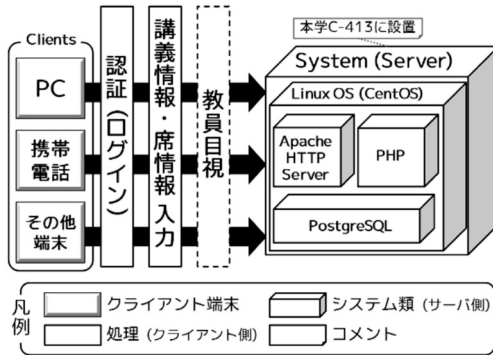 本学C-413に設置
Clients
PC
携帯
電話
その他
端末
認証(ログイン)
講義情報・席情報 入力
教員目視
System (Server)
Linux OS (CentOS)
Apache
HTTP
Server
PHP
PostgreSQL
凡例
クライアント端末
システム類 (サーバ側)
処理 (クライアント側)
コメント